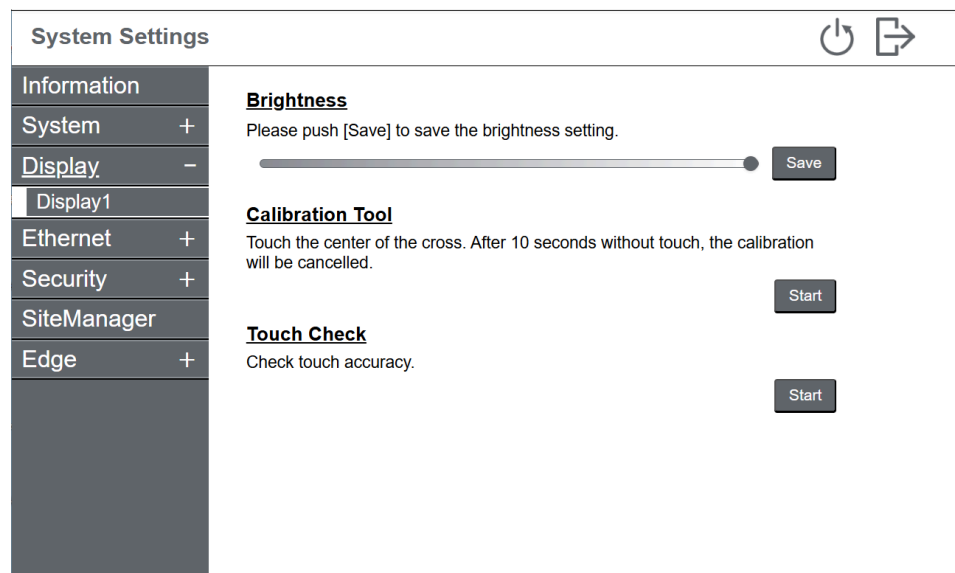 System Settings
Information
System +
Display -
Display1
Ethernet +
Security +
SiteManager
Edge +
Brightness
Please push [Save] to save the brightness setting.
Save
Calibration Tool
Touch the center of the cross. After 10 seconds without touch, the calibration
will be cancelled.
Start
Touch Check
Check touch accuracy.
Start